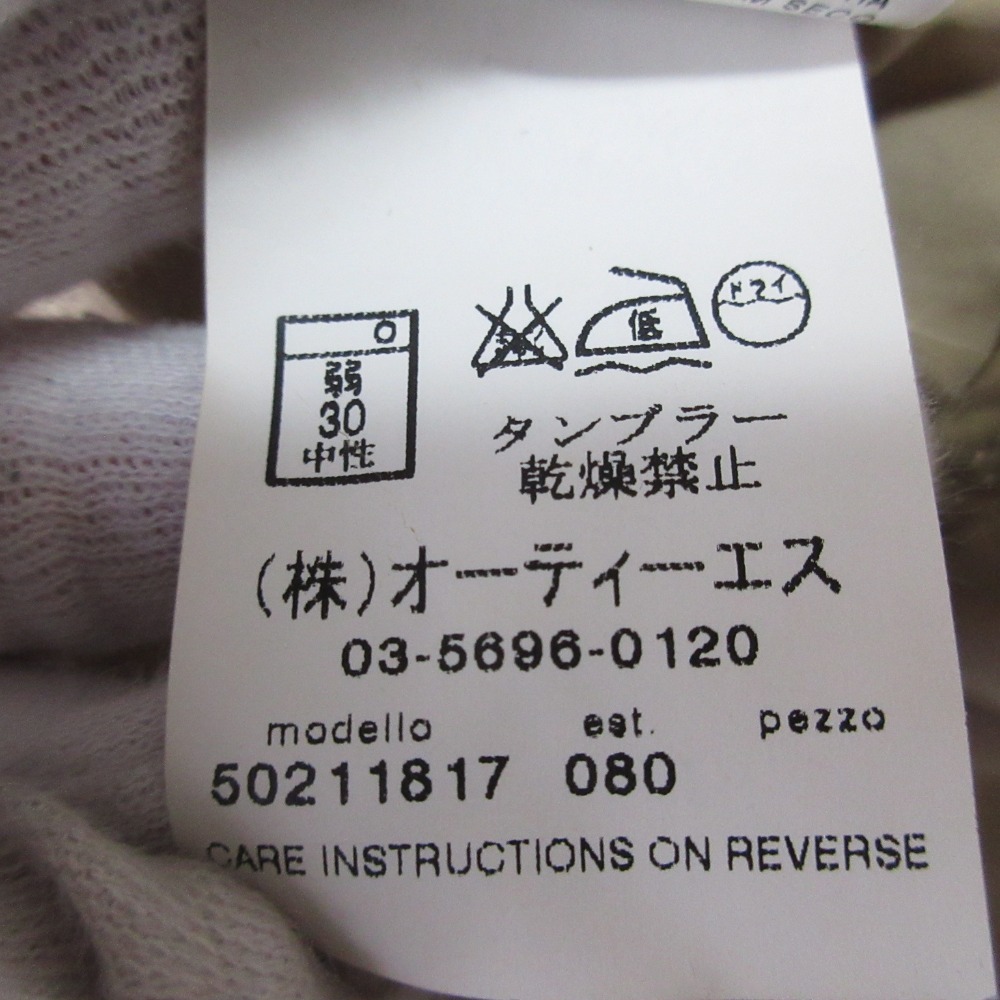 ドライ
低
弱
30
中性
タンブラー
乾燥禁止
(株)オーディーエス
03-5696-0120
modello est. pezzo
50211817 080
CARE INSTRUCTIONS ON REVERSE